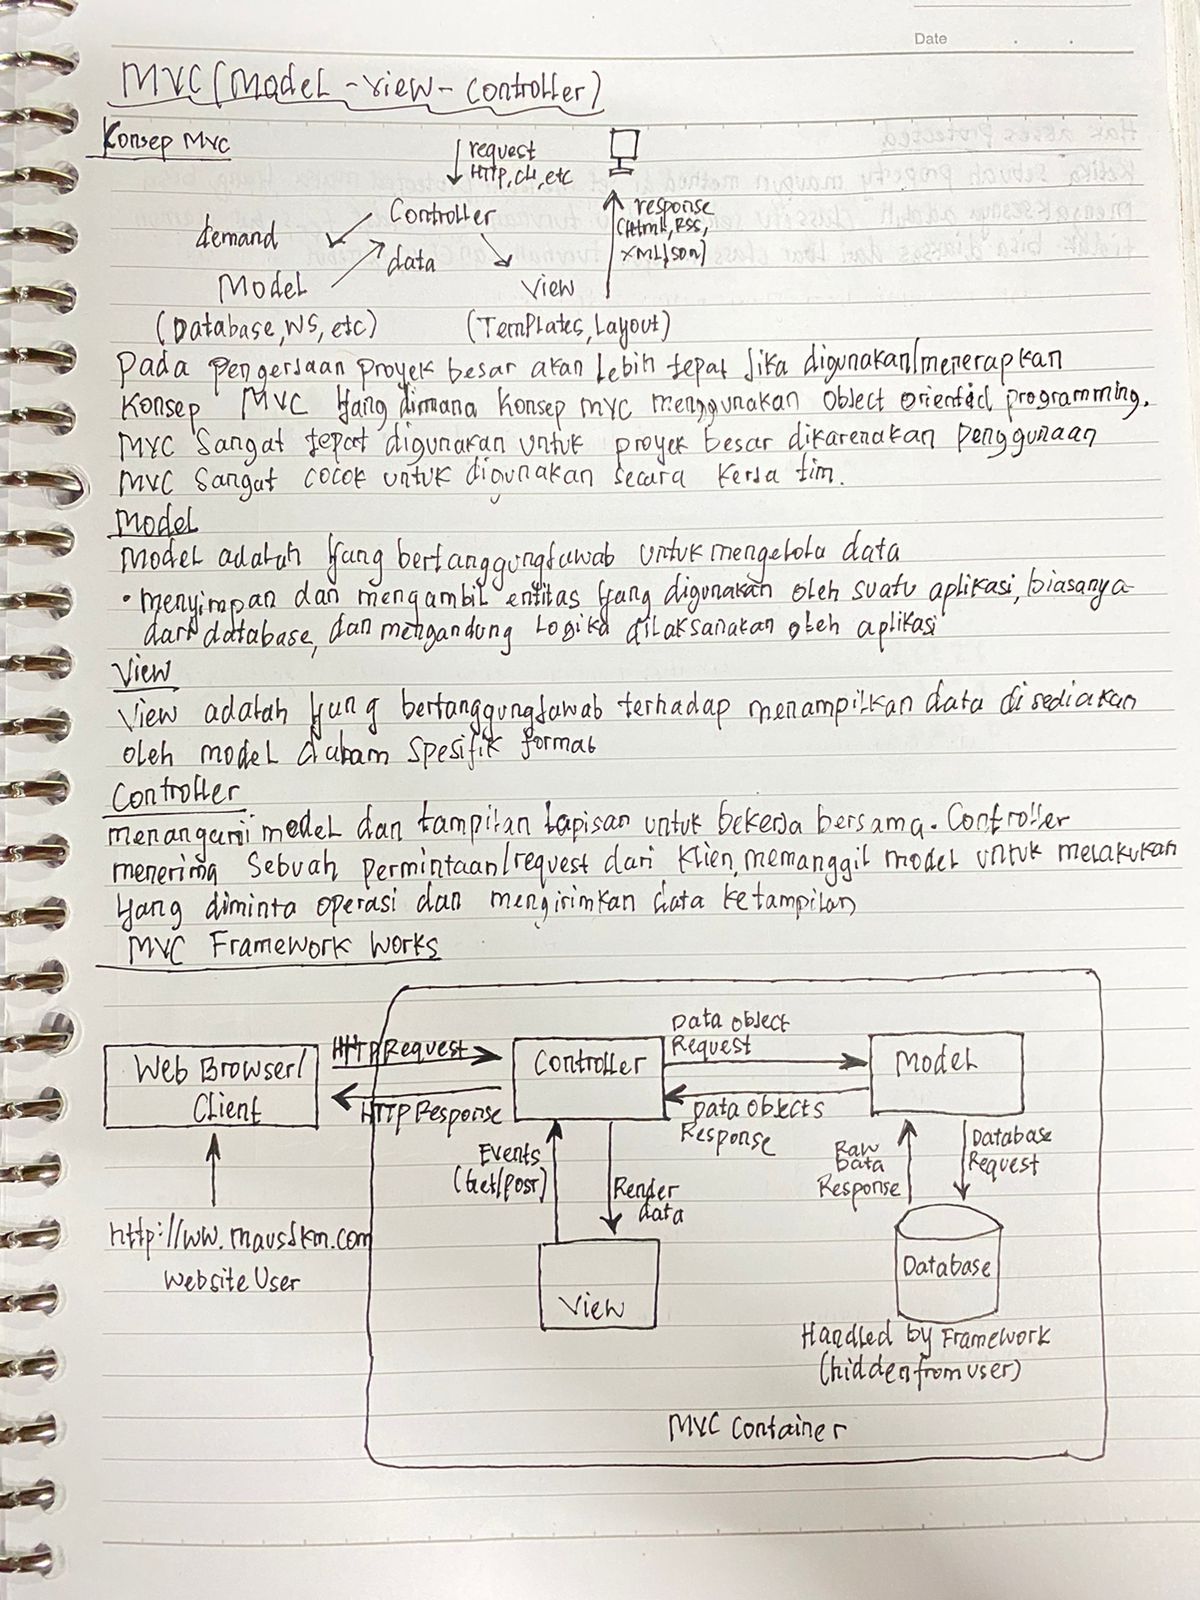 Date
MVC (Model - View - Controller)
Konsep MVC
request
HTTP, cli, etc
Controller
demand
data
response
(Html, RSS,
XML, JSON)
Model
View
(Database, WS, etc)
(Templates, Layout)
Pada pengerjaan proyek besar akan lebih tepat jika digunakan/menerapkan
Konsep MVC yang dimana konsep MVC menggunakan object oriented programming.
MVC sangat tepat digunakan untuk proyek besar dikarenakan penggunaan
MVC sangat cocok untuk digunakan secara kerja tim.
Model
Model adalah yang bertanggungjawab untuk mengelola data
• menyimpan dan mengambil entitas yang digunakan oleh suatu aplikasi, biasanya
dari database, dan mengandung logika dilaksanakan oleh aplikasi
View
View adalah yang bertanggungjawab terhadap menampilkan data disediakan
oleh model dalam spesifik format
Controller
menangani model dan tampilan lapisan untuk bekerja bersama. Controller
menerima sebuah permintaan/request dari klien, memanggil model untuk melakukan
yang diminta operasi dan mengirimkan data ketampilan
MVC Framework Works
Web Browser/
Client
HTTP Request
HTTP Response
Controller
Data Object
Request
Data Objects
Response
Model
Events
(Get/post)
Render
data
Raw
Data
Response
Database
Request
http://ww.mausjkm.com
Website User
View
Database
Handled by Framework
(hidden from user)
MVC Container